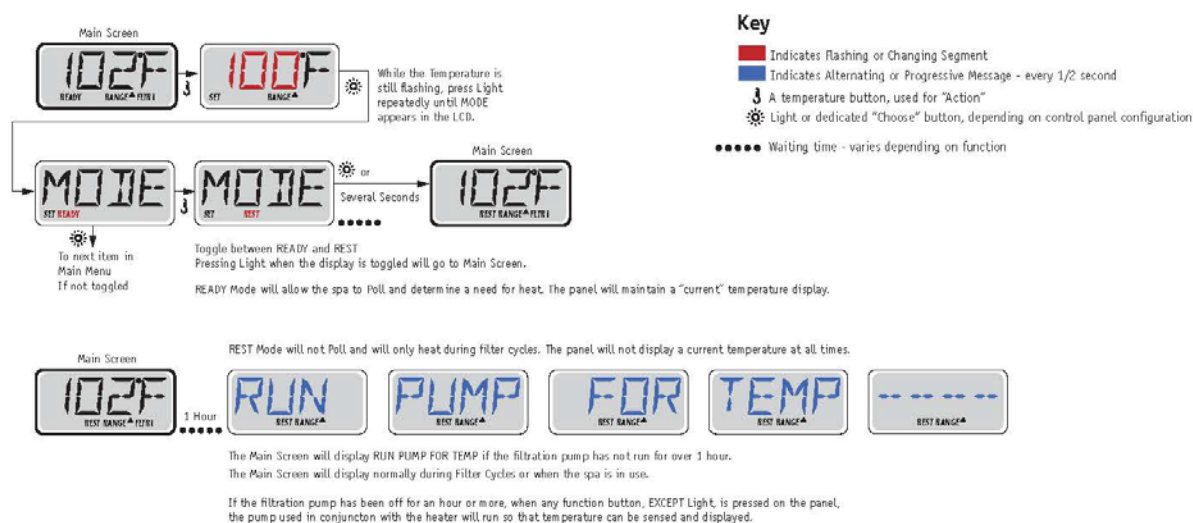 Key
Indicates Flashing or Changing Segment
Indicates Alternating or Progressive Message - every 1/2 second
A temperature button, used for "Action"
Light or dedicated "Choose" button, depending on control panel configuration
Waiting time - varies depending on function
Main Screen
102°F
READY RANGE FLTR 1
100°F
SET RANGE
While the Temperature is
still flashing, press Light
repeatedly until MODE
appears in the LCD.
MODE
SET READY
MODE
SET REST
or
Several Seconds
Main Screen
102°F
REST RANGE FLTR 1
To next item in
Main Menu
If not toggled
Toggle between READY and REST
Pressing Light when the display is toggled will go to Main Screen.
READY Mode will allow the spa to Poll and determine a need for heat. The panel will maintain a "current" temperature display.
REST Mode will not Poll and will only heat during filter cycles. The panel will not display a current temperature at all times.
Main Screen
102°F
REST RANGE FLTR 1
1 Hour
RUN
REST RANGE
PUMP
REST RANGE
FOR
REST RANGE
TEMP
REST RANGE
-- -- -- --
REST RANGE
The Main Screen will display RUN PUMP FOR TEMP if the filtration pump has not run for over 1 hour.
The Main Screen will display normally during Filter Cycles or when the spa is in use.
If the filtration pump has been off for an hour or more, when any function button, EXCEPT Light, is pressed on the panel,
the pump used in conjuncton with the heater will run so that temperature can be sensed and displayed.